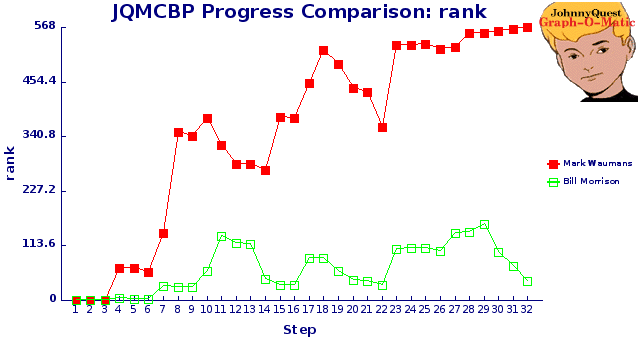 JQMCBP Progress Comparison: rank
JohnnyQuest
Graph-O-Matic
568
454.4
340.8
227.2
113.6
0
rank
Mark Waumans
Bill Morrison
1 2 3 4 5 6 7 8 9 10 11 12 13 14 15 16 17 18 19 20 21 22 23 24 25 26 27 28 29 30 31 32
Step